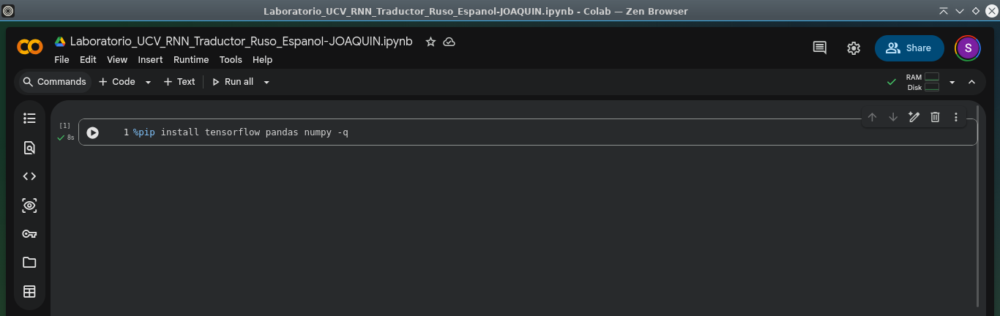 Laboratorio_UCV_RNN_Traductor_Ruso_Espanol-JOAQUIN.ipynb - Colab — Zen Browser
Laboratorio_UCV_RNN_Traductor_Ruso_Espanol-JOAQUIN.ipynb
File Edit View Insert Runtime Tools Help
Share
S
Commands + Code + Text Run all
RAM
Disk
[1]
8s
1 %pip install tensorflow pandas numpy -q